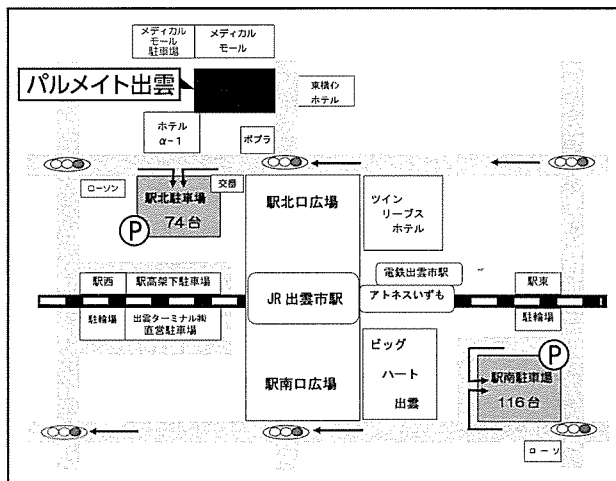 メディカル
モール
駐車場
メディカル
モール
パルメイト出雲
東横イン
ホテル
ホテル
α-1
ポプラ
ローソン
駅北駐車場
74台
P
交番
駅北口広場
ツイン
リーブス
ホテル
駅西
駅高架下駐車場
JR 出雲市駅
電鉄出雲市駅
アトネスいずも
駅東
駐輪場
出雲ターミナル㈱
直営駐車場
駐輪場
駅南口広場
ビッグ
ハート
出雲
P
駅南駐車場
116台
ローソ